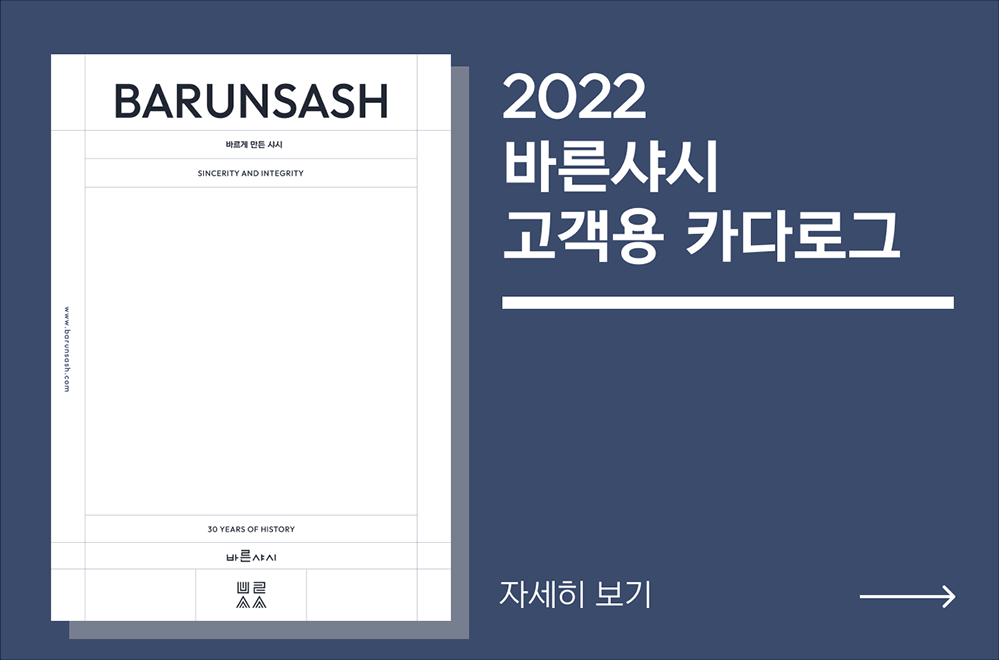 BARUNSASH
바르게 만든 샤시
SINCERITY AND INTEGRITY
www.barunsash.com
30 YEARS OF HISTORY
바른샤시
2022
바른샤시
고객용 카다로그
자세히 보기